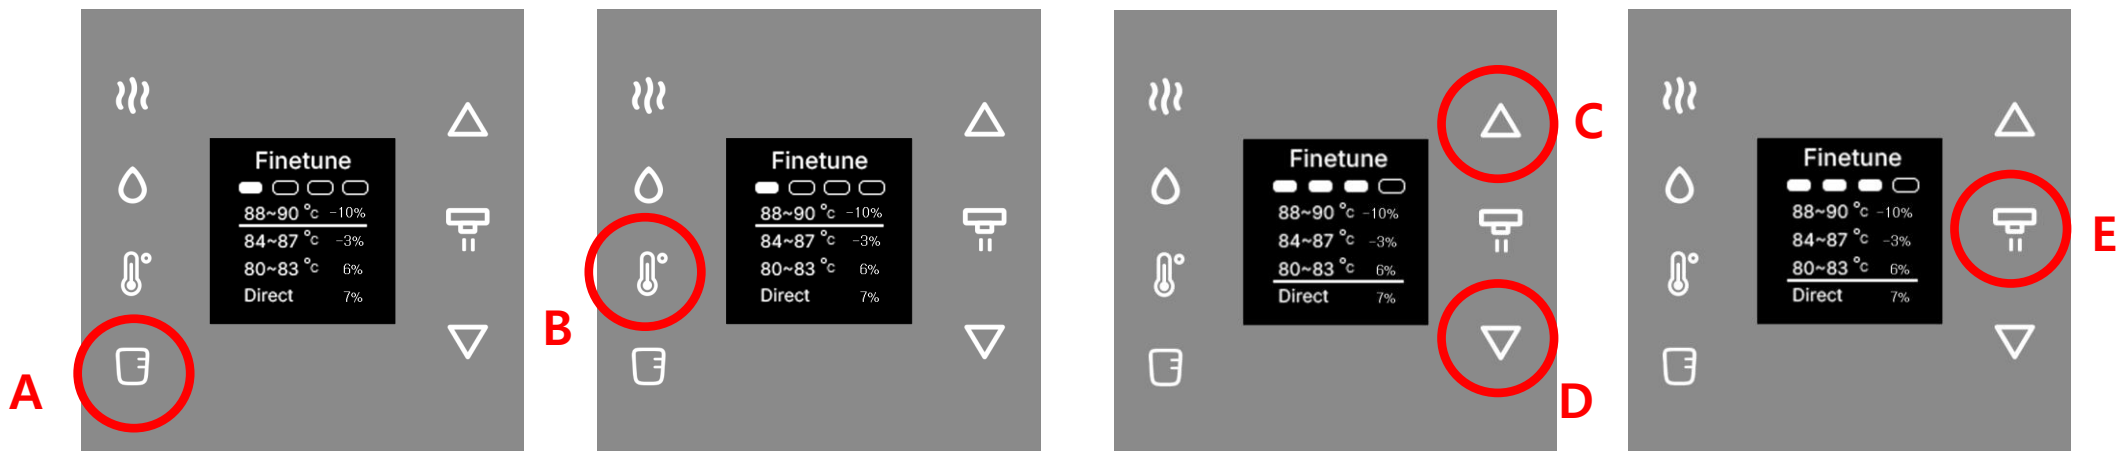 Finetune
88~90 °c -10%
84~87 °c -3%
80~83 °c 6%
Direct 7%
A
Finetune
88~90 °c -10%
84~87 °c -3%
80~83 °c 6%
Direct 7%
B
Finetune
88~90 °c -10%
84~87 °c -3%
80~83 °c 6%
Direct 7%
C
D
Finetune
88~90 °c -10%
84~87 °c -3%
80~83 °c 6%
Direct 7%
E